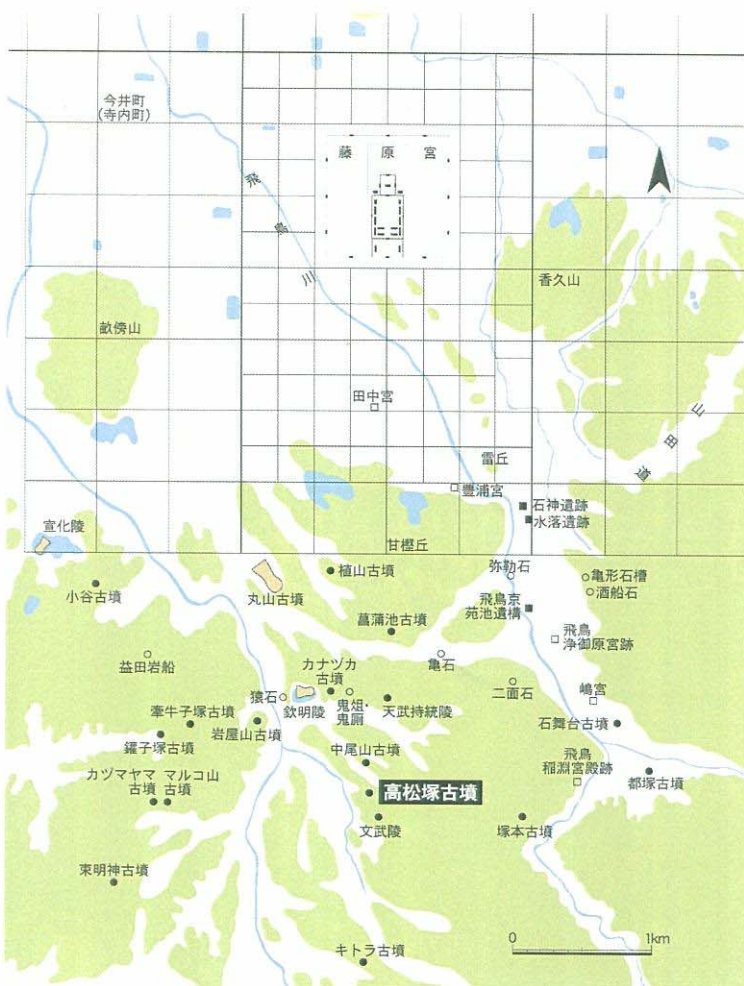 今井町
(寺内町)
藤原宮
飛鳥川
香久山
畝傍山
田中宮
雷丘
豊浦宮
石神遺跡
水落遺跡
宣化陵
甘樫丘
弥勒石
亀形石槽
酒船石
小谷古墳
丸山古墳
植山古墳
菖蒲池古墳
飛鳥京
苑池遺構
飛鳥
浄御原宮跡
益田岩船
カナヅカ
古墳
亀石
二面石
嶋宮
猿石
欽明陵
鬼俎・
鬼厠
天武持統陵
牽牛子塚古墳
岩屋山古墳
石舞台古墳
鑵子塚古墳
中尾山古墳
飛鳥
稲淵宮殿跡
都塚古墳
カヅマヤマ
古墳
マルコ山
古墳
高松塚古墳
文武陵
塚本古墳
束明神古墳
キトラ古墳
0
1km